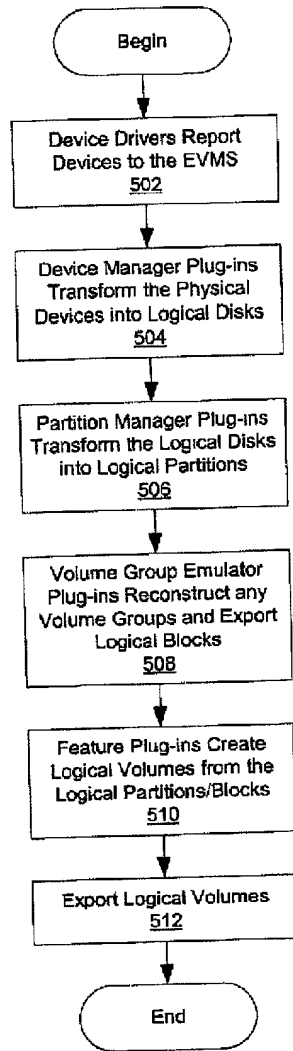 Begin
Device Drivers Report
Devices to the EVMS
502
Device Manager Plug-ins
Transform the Physical
Devices into Logical Disks
504
Partition Manager Plug-ins
Transform the Logical Disks
into Logical Partitions
506
Volume Group Emulator
Plug-ins Reconstruct any
Volume Groups and Export
Logical Blocks
508
Feature Plug-ins Create
Logical Volumes from the
Logical Partitions/Blocks
510
Export Logical Volumes
512
End